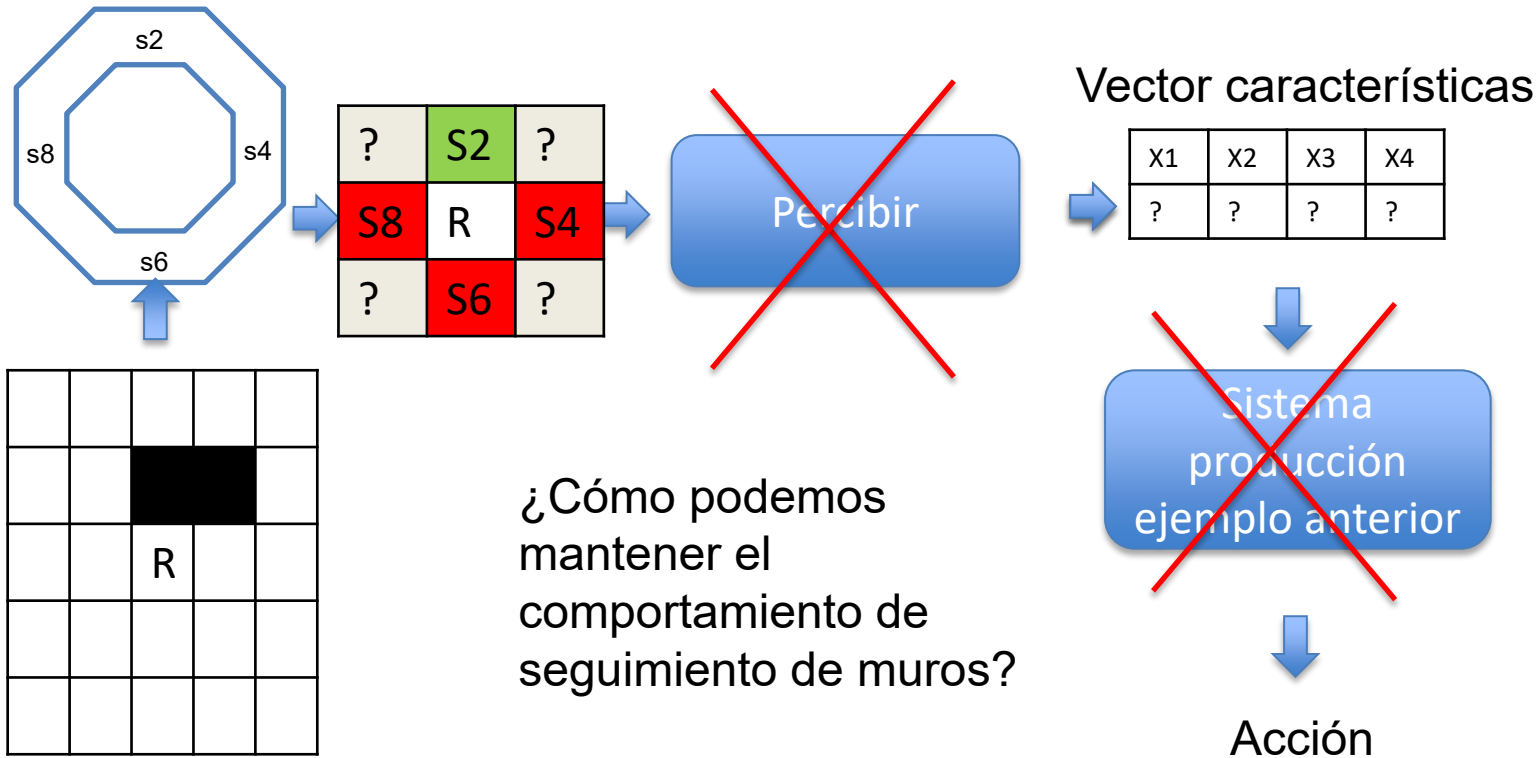 s2
s8
s4
s6
? S2 ?
S8 R S4
? S6 ?
Percibir
Vector características
X1 X2 X3 X4
? ? ? ?
R
¿Cómo podemos
mantener el
comportamiento de
seguimiento de muros?
Sistema
producción
ejemplo anterior
Acción